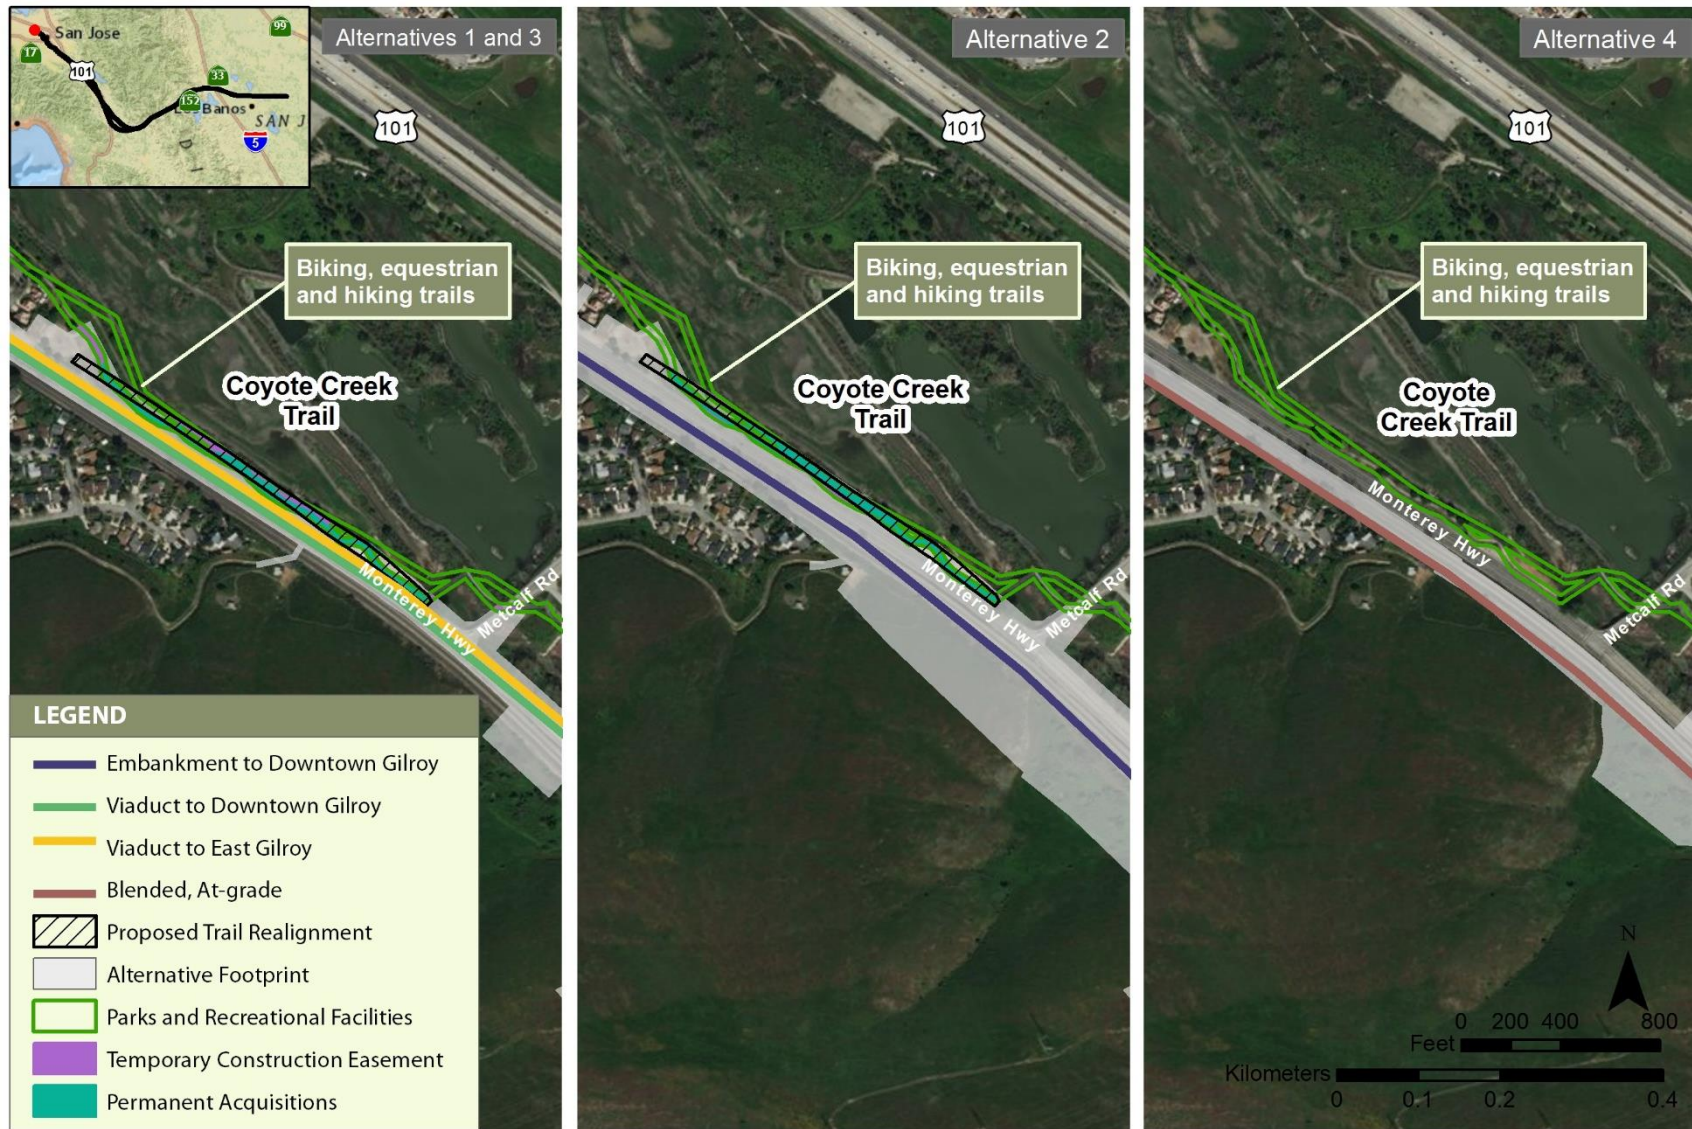 San Jose
99
17
101
33
152
Banos
SAN J
D I
5
Alternatives 1 and 3
101
Biking, equestrian
and hiking trails
Coyote Creek
Trail
Monterey Hwy
Metcalf Rd
LEGEND
Embankment to Downtown Gilroy
Viaduct to Downtown Gilroy
Viaduct to East Gilroy
Blended, At-grade
Proposed Trail Realignment
Alternative Footprint
Parks and Recreational Facilities
Temporary Construction Easement
Permanent Acquisitions
Alternative 2
101
Biking, equestrian
and hiking trails
Coyote Creek
Trail
Monterey Hwy
Metcalf Rd
Alternative 4
101
Biking, equestrian
and hiking trails
Coyote
Creek Trail
Monterey Hwy
Metcalf Rd
N
0 200 400 800
Feet
Kilometers
0 0.1 0.2 0.4